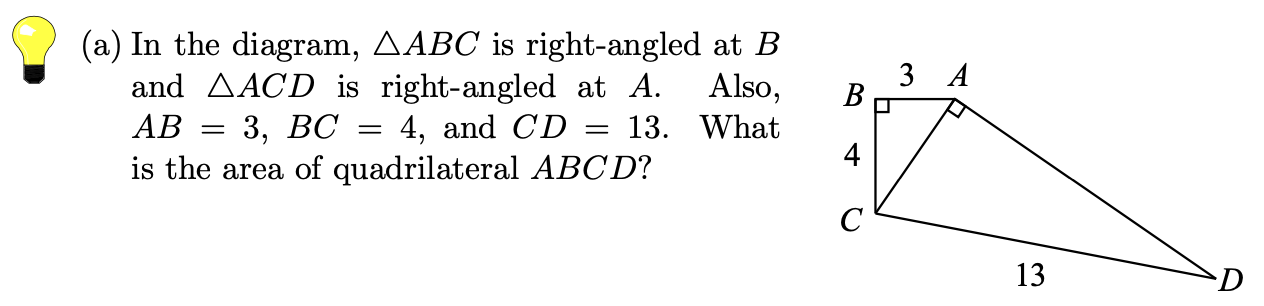 (a) In the diagram, △ABC is right-angled at B
and △ACD is right-angled at A. Also,
AB = 3, BC = 4, and CD = 13. What
is the area of quadrilateral ABCD?
3 A
B
4
C
13
D